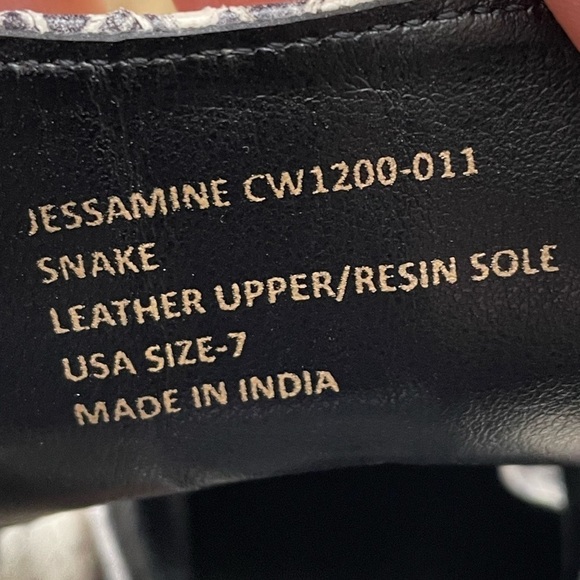 JESSAMINE CW1200-011
SNAKE
LEATHER UPPER/RESIN SOLE
USA SIZE-7
MADE IN INDIA